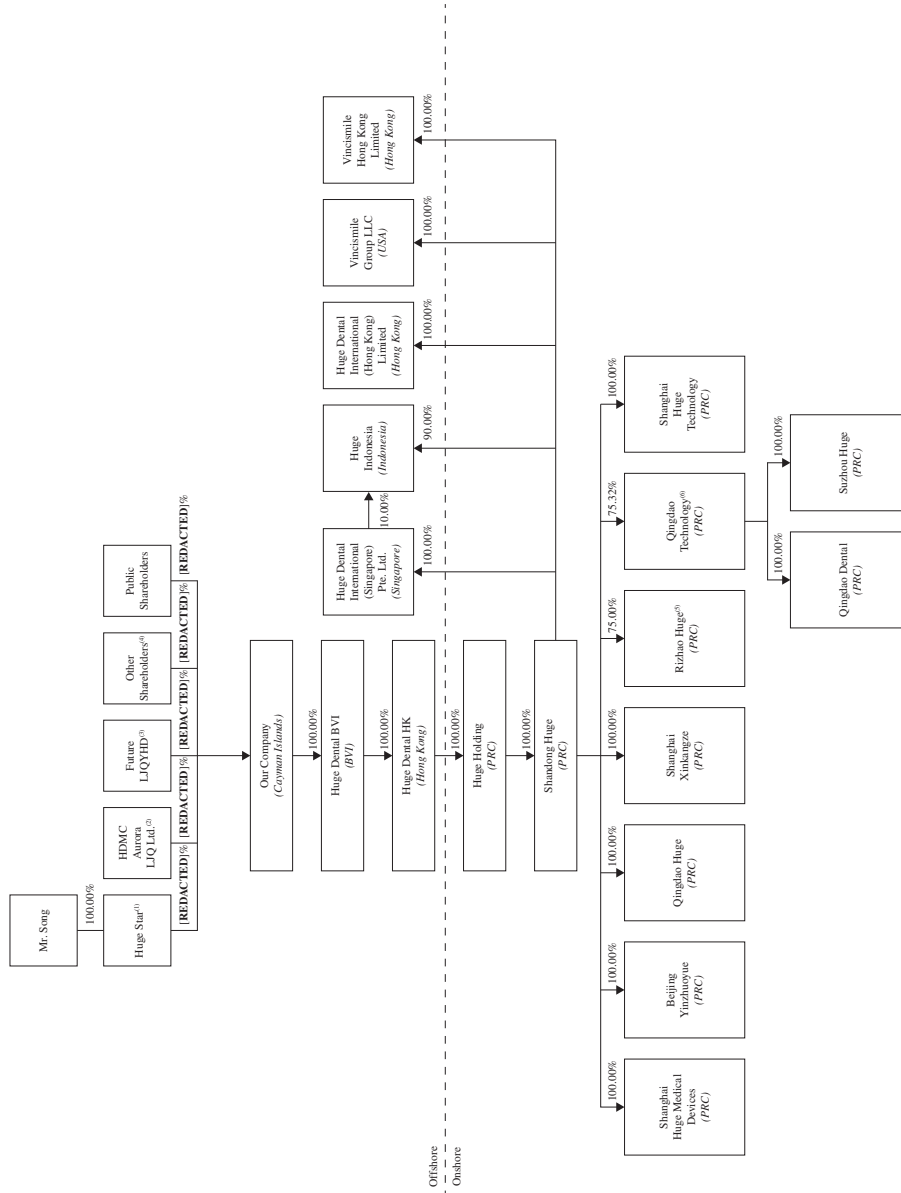 Mr. Song
100.00%
Huge Star(1)
HDMC
Aurora
LJQ Ltd.(2)
Future
LJQYHD(3)
Other
Shareholders(4)
Public
Shareholders
[REDACTED]%
[REDACTED]%
[REDACTED]%
[REDACTED]%
[REDACTED]%
Our Company
(Cayman Islands)
100.00%
Huge Dental BVI
(BVI)
100.00%
Huge Dental HK
(Hong Kong)
Huge Dental
International
(Singapore)
Pte. Ltd.
(Singapore)
10.00%
Huge
Indonesia
(Indonesia)
Huge Dental
International
(Hong Kong)
Limited
(Hong Kong)
Vincismile
Group LLC
(USA)
Vincismile
Hong Kong
Limited
(Hong Kong)
100.00%
90.00%
100.00%
100.00%
100.00%
Offshore
Onshore
100.00%
Huge Holding
(PRC)
100.00%
Shandong Huge
(PRC)
100.00%
100.00%
100.00%
100.00%
75.00%
75.32%
100.00%
Shanghai
Huge Medical
Devices
(PRC)
Beijing
Yinzhuoyue
(PRC)
Qingdao Huge
(PRC)
Shanghai
Xinkangze
(PRC)
Rizhao Huge(5)
(PRC)
Qingdao
Technology(6)
(PRC)
Shanghai
Huge
Technology
(PRC)
100.00%
100.00%
Qingdao Dental
(PRC)
Suzhou Huge
(PRC)